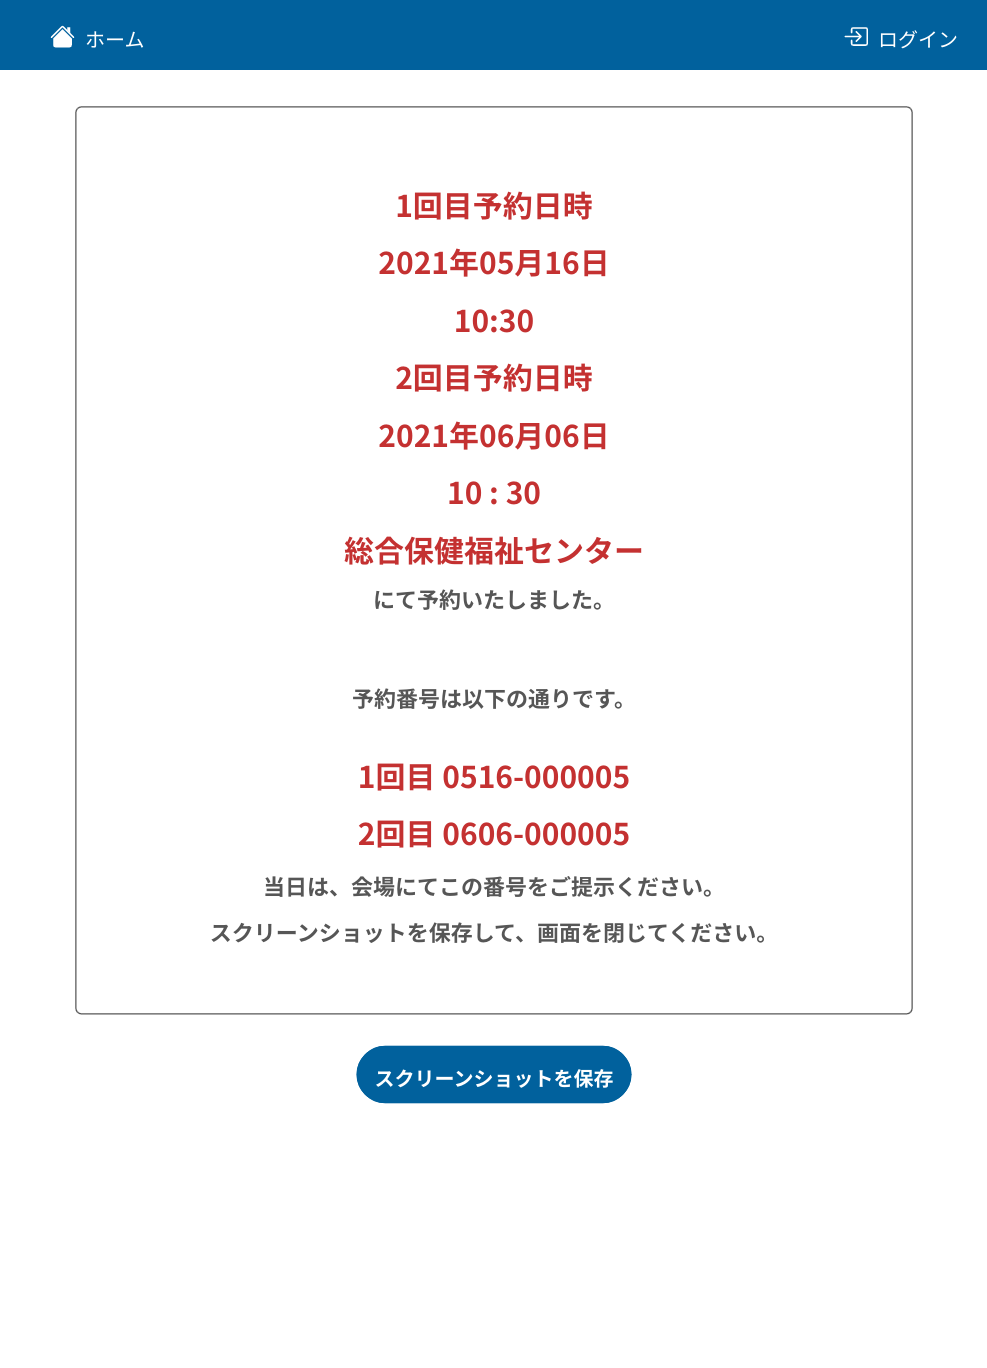 ホーム
ログイン
1回目予約日時
2021年05月16日
10:30
2回目予約日時
2021年06月06日
10 : 30
総合保健福祉センター
にて予約いたしました。
予約番号は以下の通りです。
1回目 0516-000005
2回目 0606-000005
当日は、会場にてこの番号をご提示ください。
スクリーンショットを保存して、画面を閉じてください。
スクリーンショットを保存